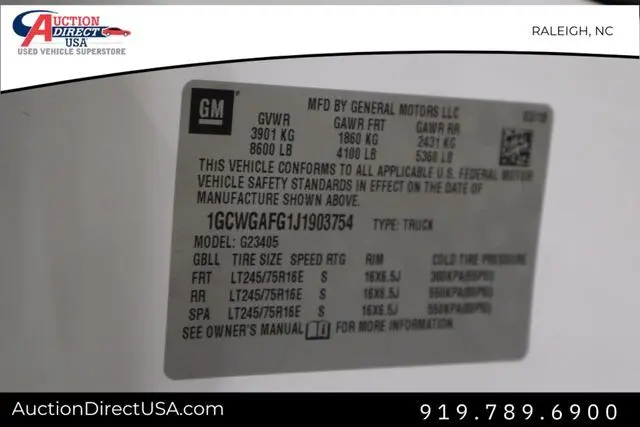 AUCTION
DIRECT
USA
USED VEHICLE SUPERSTORE
RALEIGH, NC
GM
MFD BY GENERAL MOTORS LLC
GVWR GAWR FRT GAWR RR
3901 KG 1860 KG 2431 KG
8600 LB 4100 LB 5360 LB
THIS VEHICLE CONFORMS TO ALL APPLICABLE U.S. FEDERAL MOTOR
VEHICLE SAFETY STANDARDS IN EFFECT ON THE DATE OF
MANUFACTURE SHOWN ABOVE.
1GCWGAFG1J1903754 TYPE: TRUCK
MODEL: G23405
GBLL TIRE SIZE SPEED RTG RIM COLD TIRE PRESSURE
FRT LT245/75R16E S 16X6.5J
RR LT245/75R16E S 16X6.5J
SPA LT245/75R16E S 16X6.5J
SEE OWNER'S MANUAL FOR MORE INFORMATION.
AuctionDirectUSA.com
919.789.6900